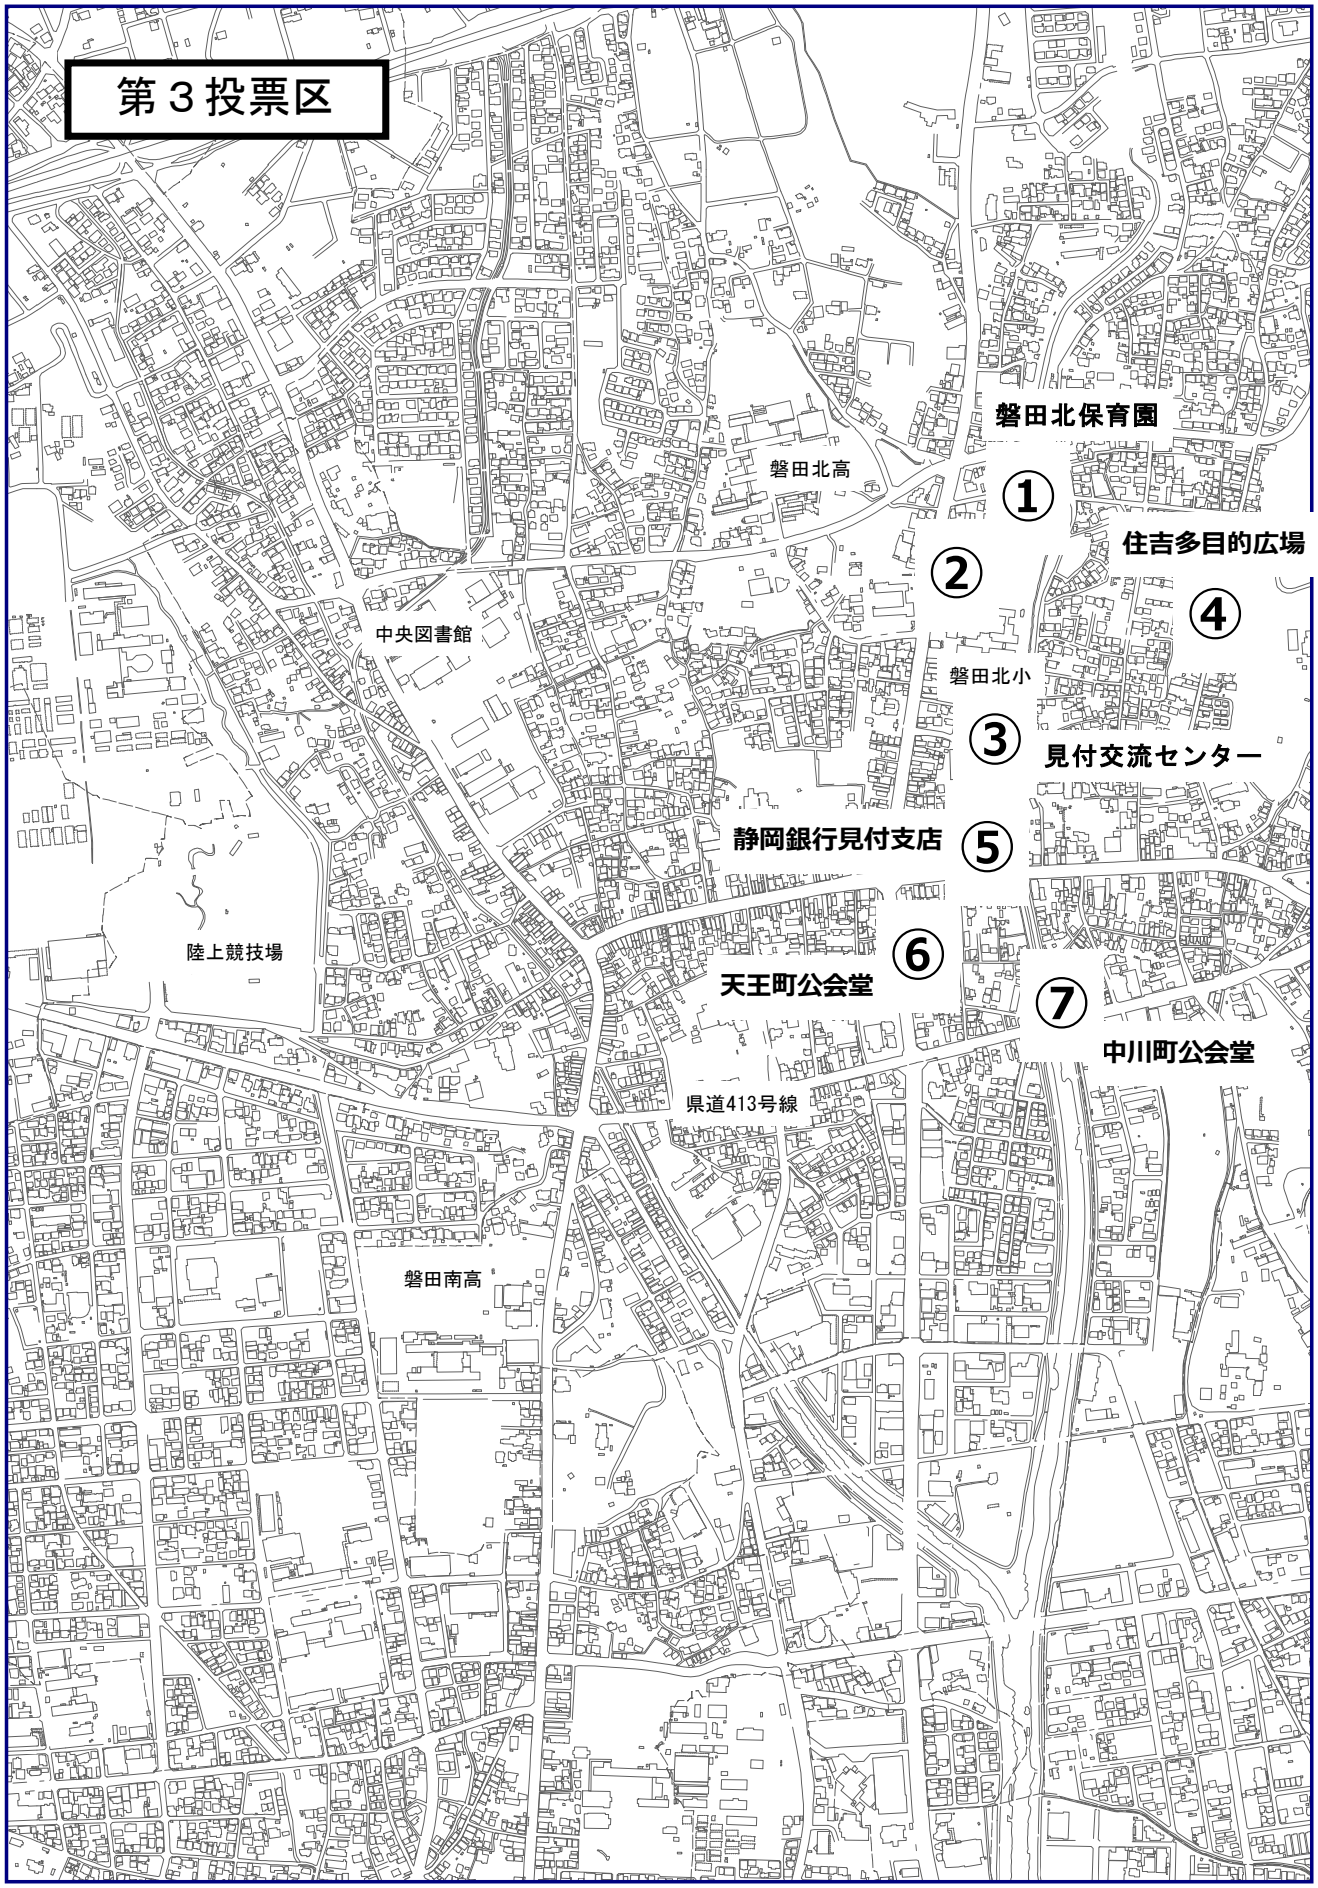 第３投票区
磐田北保育園
磐田北高
①
住吉多目的広場
②
④
中央図書館
磐田北小
③
見付交流センター
静岡銀行見付支店
⑤
陸上競技場
⑥
天王町公会堂
⑦
中川町公会堂
県道413号線
磐田南高